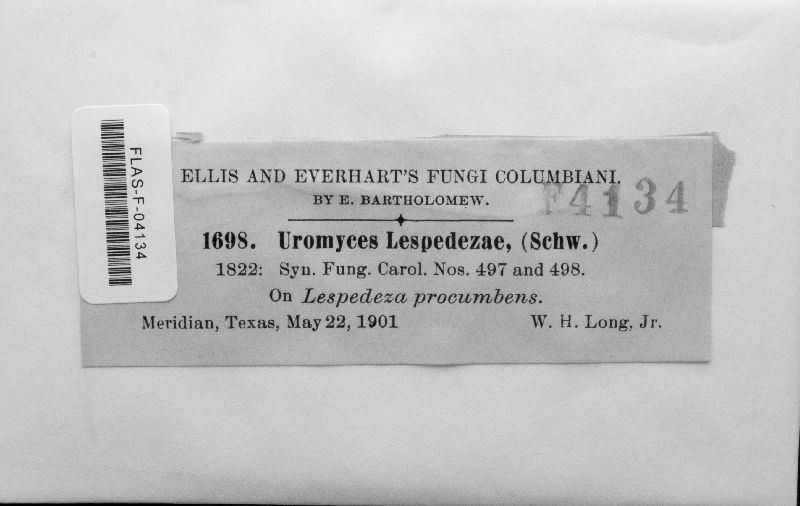 FLAS-F-04134
ELLIS AND EVERHART'S FUNGI COLUMBIANI.
F4134
BY E. BARTHOLOMEW.
1698. Uromyces Lespedezae, (Schw.)
1822: Syn. Fung. Carol. Nos. 497 and 498.
On Lespedeza procumbens.
Meridian, Texas, May 22, 1901 W. H. Long, Jr.